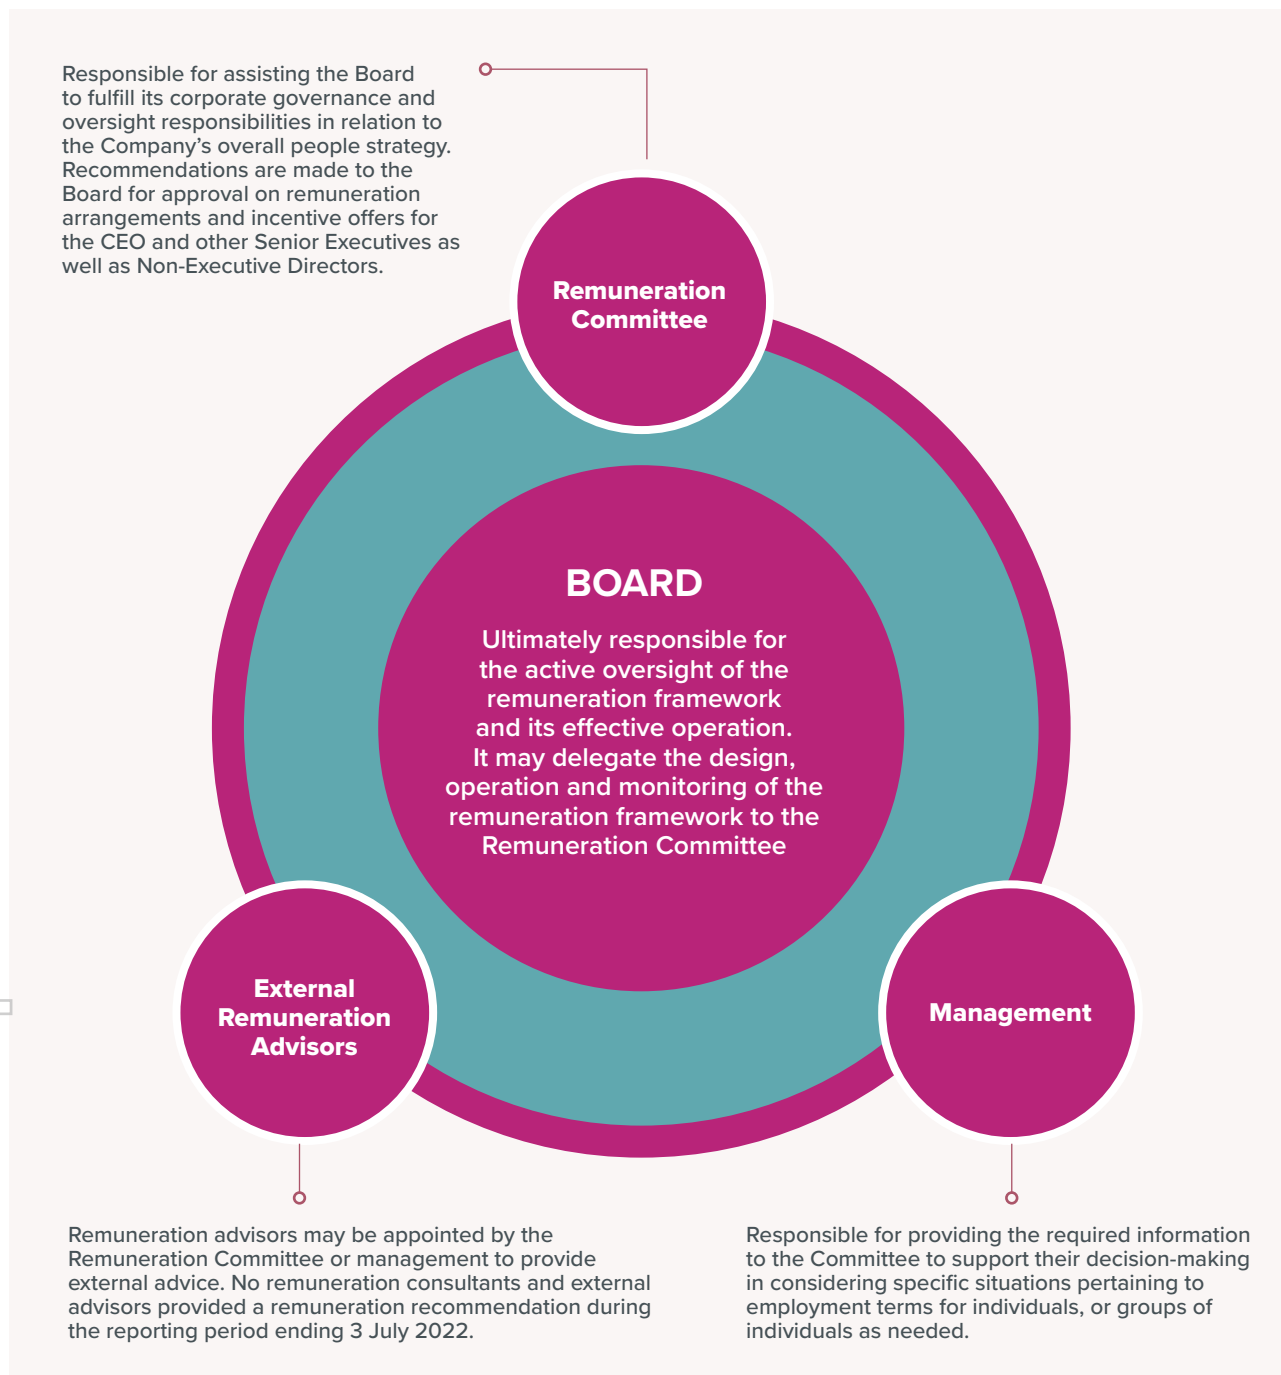 Responsible for assisting the Board
to fulfill its corporate governance and
oversight responsibilities in relation to
the Company's overall people strategy.
Recommendations are made to the
Board for approval on remuneration
arrangements and incentive offers for
the CEO and other Senior Executives as
well as Non-Executive Directors.
Remuneration
Committee
BOARD
Ultimately responsible for
the active oversight of the
remuneration framework
and its effective operation.
It may delegate the design,
operation and monitoring of the
remuneration framework to the
Remuneration Committee
External
Remuneration
Advisors
Management
Remuneration advisors may be appointed by the
Remuneration Committee or management to provide
external advice. No remuneration consultants and external
advisors provided a remuneration recommendation during
the reporting period ending 3 July 2022.
Responsible for providing the required information
to the Committee to support their decision-making
in considering specific situations pertaining to
employment terms for individuals, or groups of
individuals as needed.